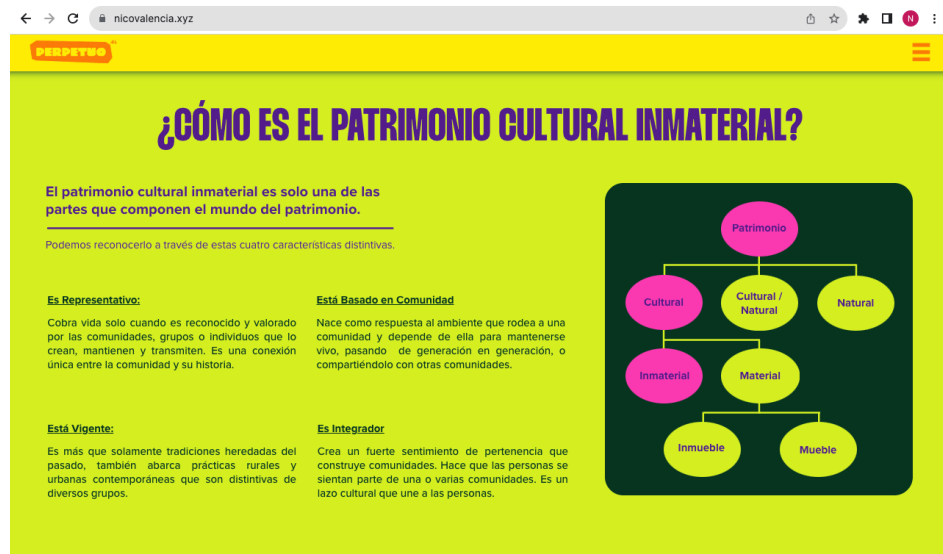 nicovalencia.xyz
N
PERPETUO
¿CÓMO ES EL PATRIMONIO CULTURAL INMATERIAL?
El patrimonio cultural inmaterial es solo una de las
partes que componen el mundo del patrimonio.
Podemos reconocerlo a través de estas cuatro características distintivas.
Es Representativo:
Cobra vida solo cuando es reconocido y valorado
por las comunidades, grupos o individuos que lo
crean, mantienen y transmiten. Es una conexión
única entre la comunidad y su historia.
Está Basado en Comunidad
Nace como respuesta al ambiente que rodea a una
comunidad y depende de ella para mantenerse
vivo, pasando de generación en generación, o
compartiéndolo con otras comunidades.
Está Vigente:
Es más que solamente tradiciones heredadas del
pasado, también abarca prácticas rurales y
urbanas contemporáneas que son distintivas de
diversos grupos.
Es Integrador
Crea un fuerte sentimiento de pertenencia que
construye comunidades. Hace que las personas se
sientan parte de una o varias comunidades. Es un
lazo cultural que une a las personas.
Patrimonio
Cultural
Cultural /
Natural
Natural
Inmaterial
Material
Inmueble
Mueble